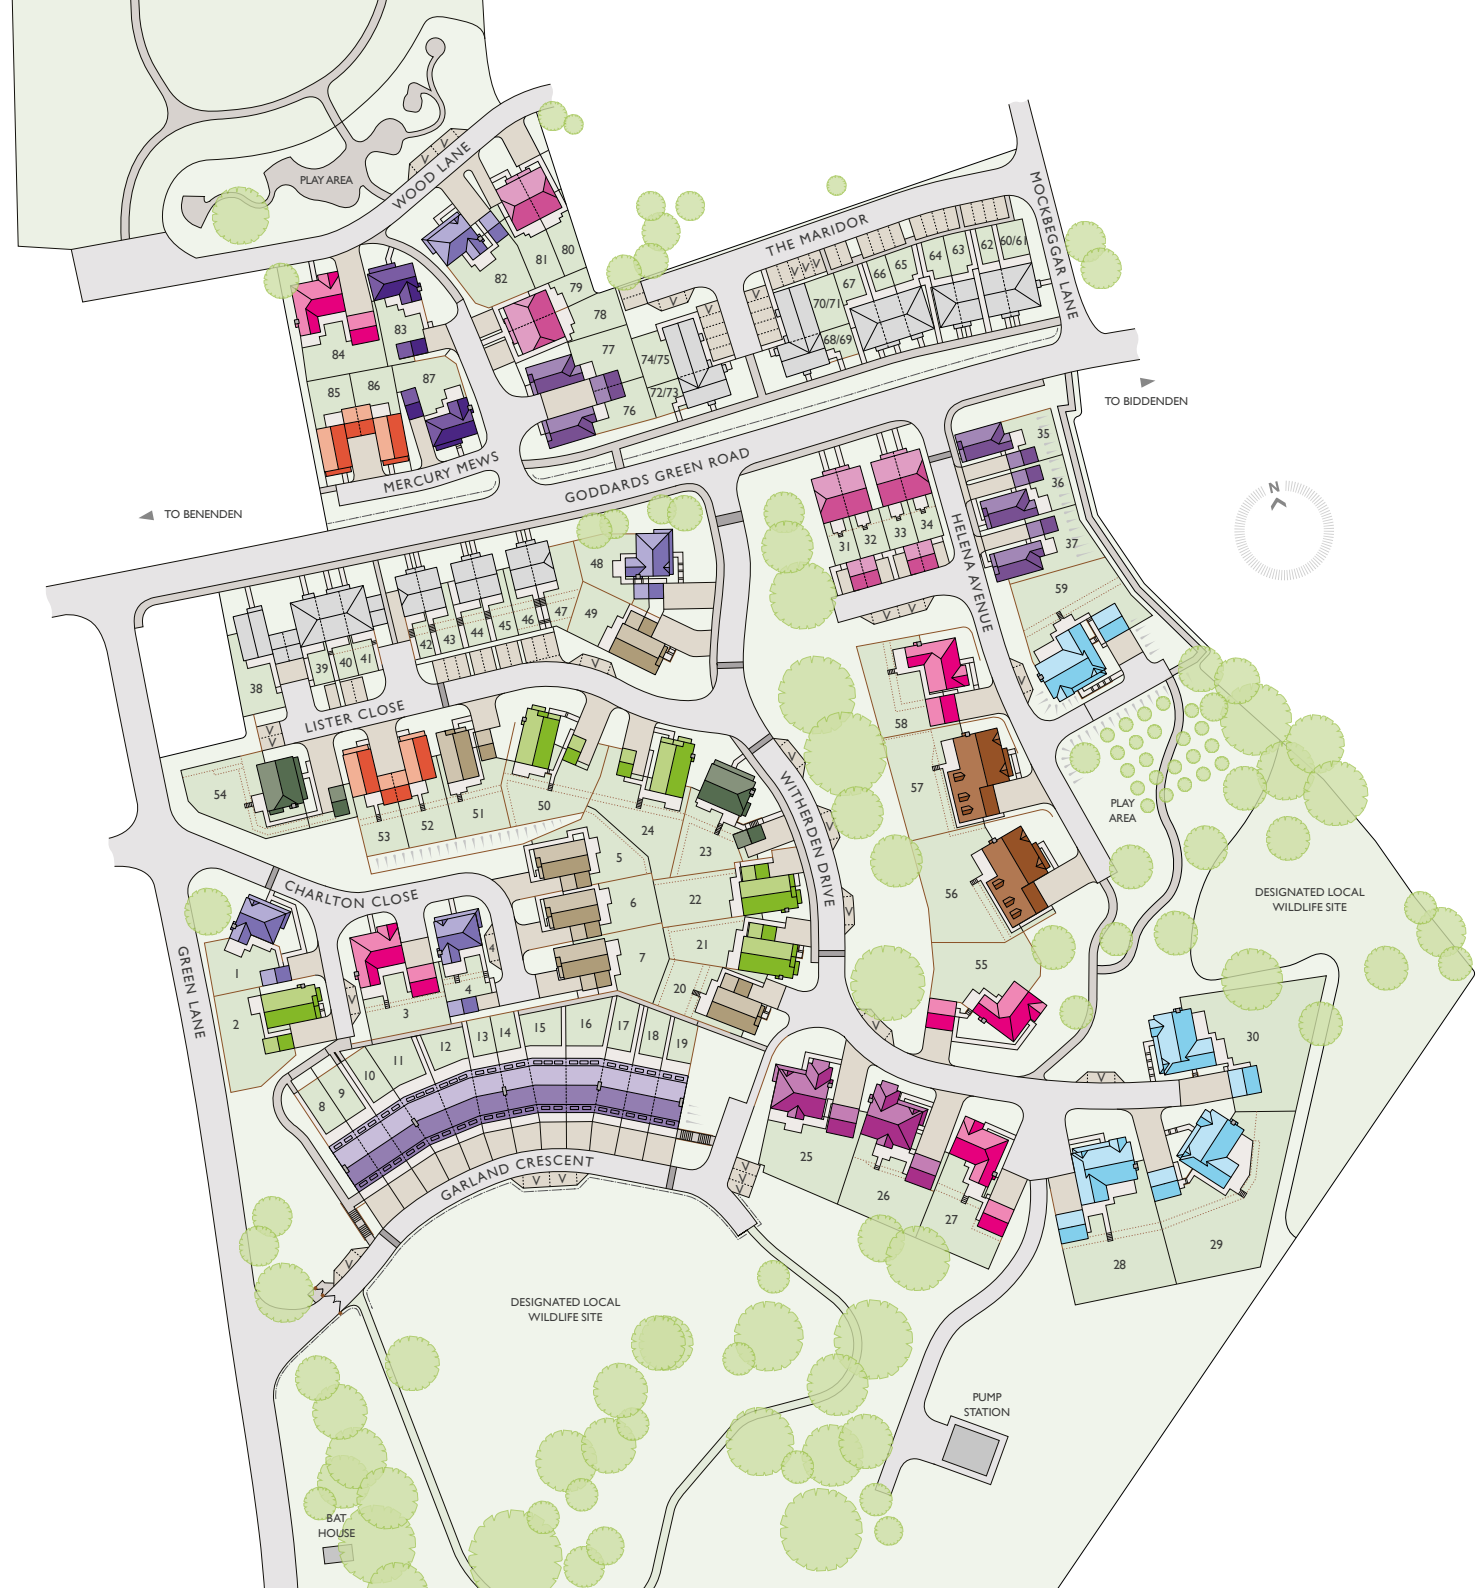 PLAY AREA
WOOD LANE
V V
THE MARIDOR
MOCKBEGGAR LANE
80
81
82
79
78
77
76
83
84
85
86
87
74/75
72/73
V
V
V
V V V
70/71
68/69
67
66
65
64
63
62
60/61
TO BIDDENDEN
TO BENENDEN
MERCURY MEWS
GODDARDS GREEN ROAD
N
35
36
37
59
31
32
33
34
HELENA AVENUE
V V
V
48
49
47
46
45
44
43
42
41
40
39
38
V
LISTER CLOSE
V
V
54
53
52
51
50
24
23
22
21
20
5
6
7
WITHERDEN DRIVE
V
V
V
V
58
57
56
55
PLAY
AREA
DESIGNATED LOCAL
WILDLIFE SITE
CHARLTON CLOSE
GREEN LANE
1
2
3
4
4
V
8
9
10
11
12
13
14
15
16
17
18
19
GARLAND CRESCENT
V V
V
V
V
25
26
27
28
29
30
V
DESIGNATED LOCAL
WILDLIFE SITE
PUMP
STATION
BAT
HOUSE